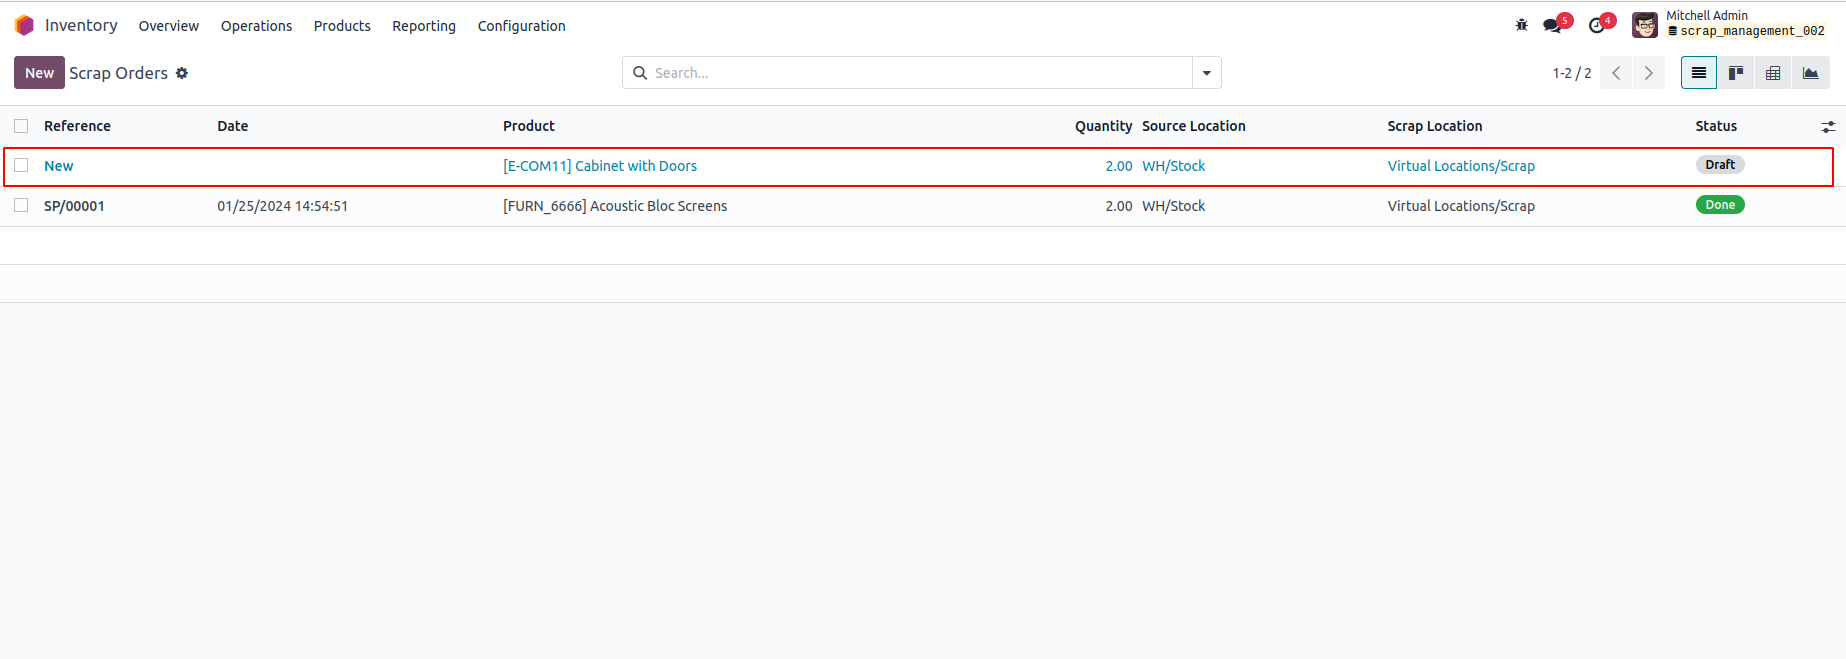 Inventory Overview Operations Products Reporting Configuration 5 4 Mitchell Admin
scrap_management_002
New Scrap Orders Search... 1-2 / 2
Reference Date Product Quantity Source Location Scrap Location Status
New [E-COM11] Cabinet with Doors 2.00 WH/Stock Virtual Locations/Scrap Draft
SP/00001 01/25/2024 14:54:51 [FURN_6666] Acoustic Bloc Screens 2.00 WH/Stock Virtual Locations/Scrap Done